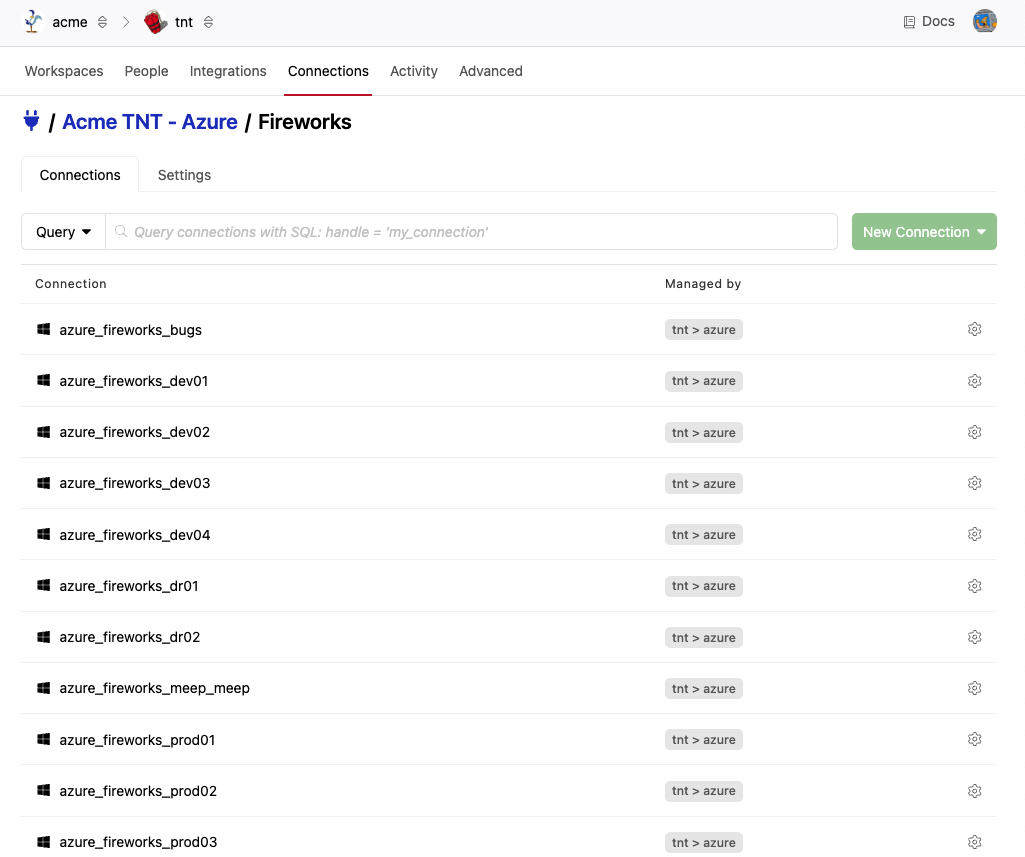 acme tnt Docs
Workspaces People Integrations Connections Activity Advanced
/ Acme TNT - Azure / Fireworks
Connections Settings
Query Query connections with SQL: handle = 'my_connection' New Connection
Connection Managed by
azure_fireworks_bugs tnt > azure
azure_fireworks_dev01 tnt > azure
azure_fireworks_dev02 tnt > azure
azure_fireworks_dev03 tnt > azure
azure_fireworks_dev04 tnt > azure
azure_fireworks_dr01 tnt > azure
azure_fireworks_dr02 tnt > azure
azure_fireworks_meep_meep tnt > azure
azure_fireworks_prod01 tnt > azure
azure_fireworks_prod02 tnt > azure
azure_fireworks_prod03 tnt > azure